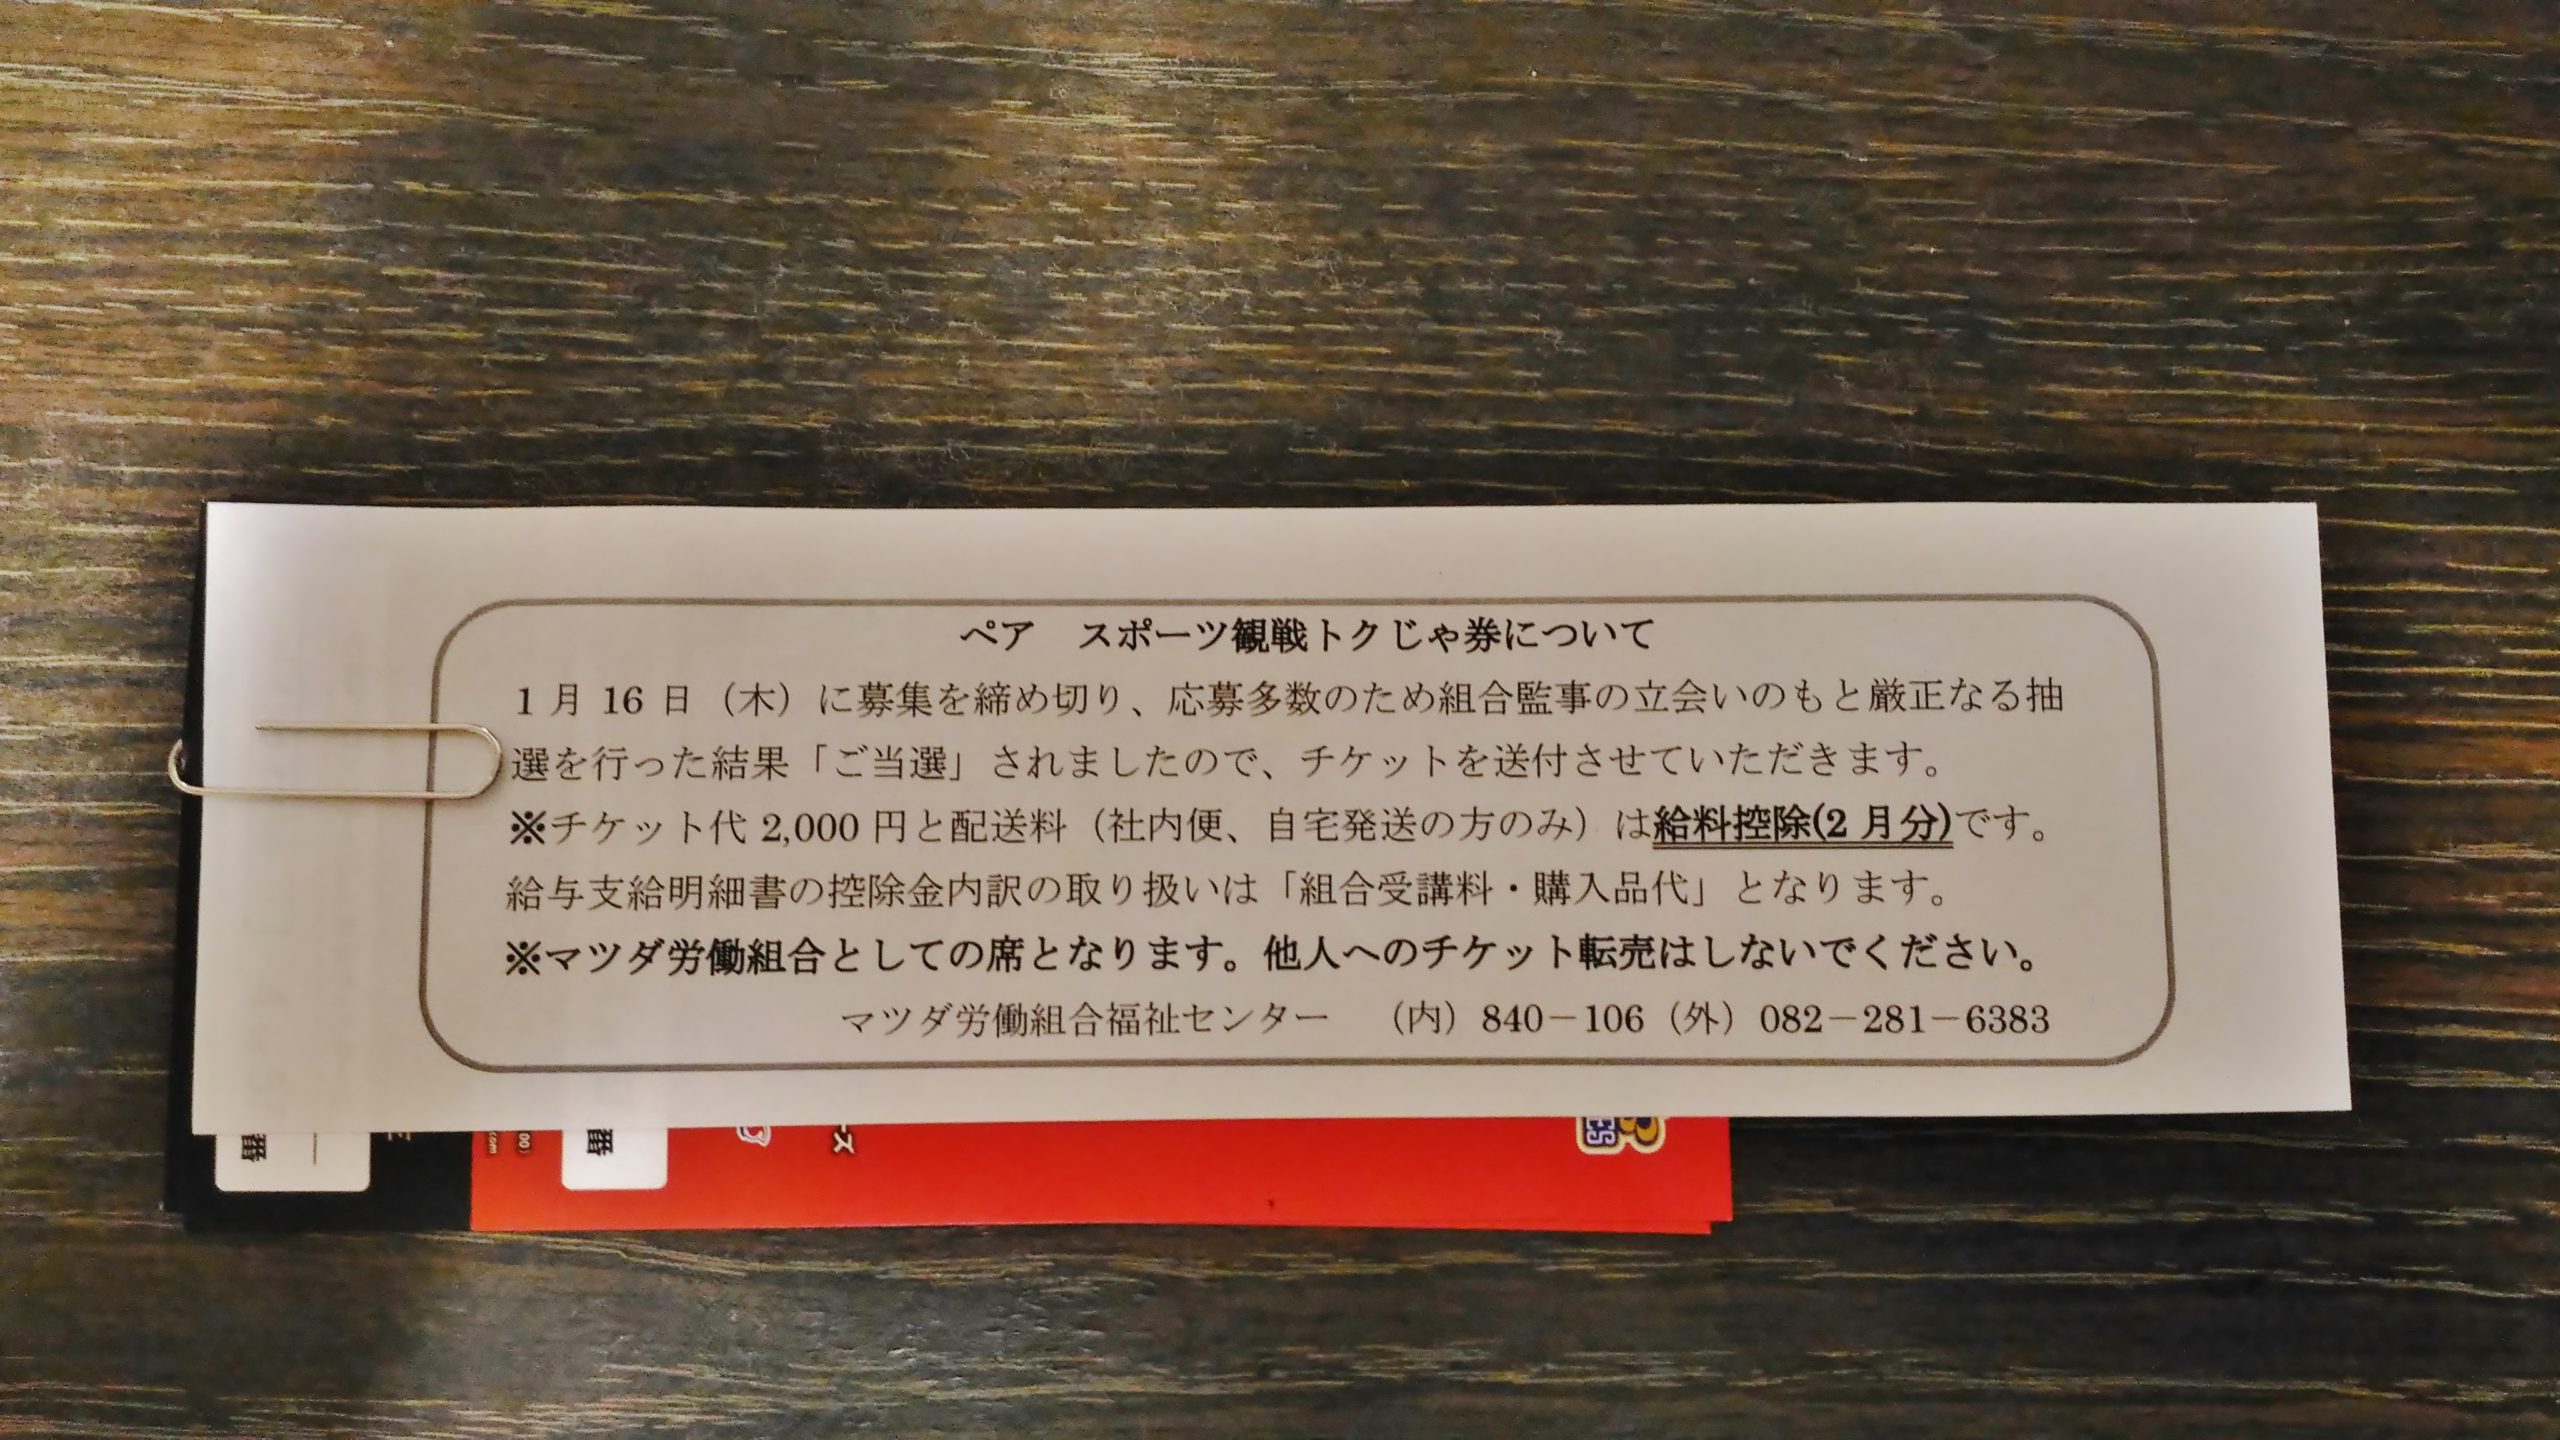 ペア　スポーツ観戦トクじゃ券について
1月16日（木）に募集を締め切り、応募多数のため組合監事の立会いのもと厳正なる抽
選を行った結果「ご当選」されましたので、チケットを送付させていただきます。
※チケット代 2,000 円と配送料（社内便、自宅発送の方のみ）は給料控除(2 月分)です。
給与支給明細書の控除金内訳の取り扱いは「組合受講料・購入品代」となります。
※マツダ労働組合としての席となります。他人へのチケット転売はしないでください。
マツダ労働組合福祉センター　（内）840－106（外）082－281－6383
番
番
ース